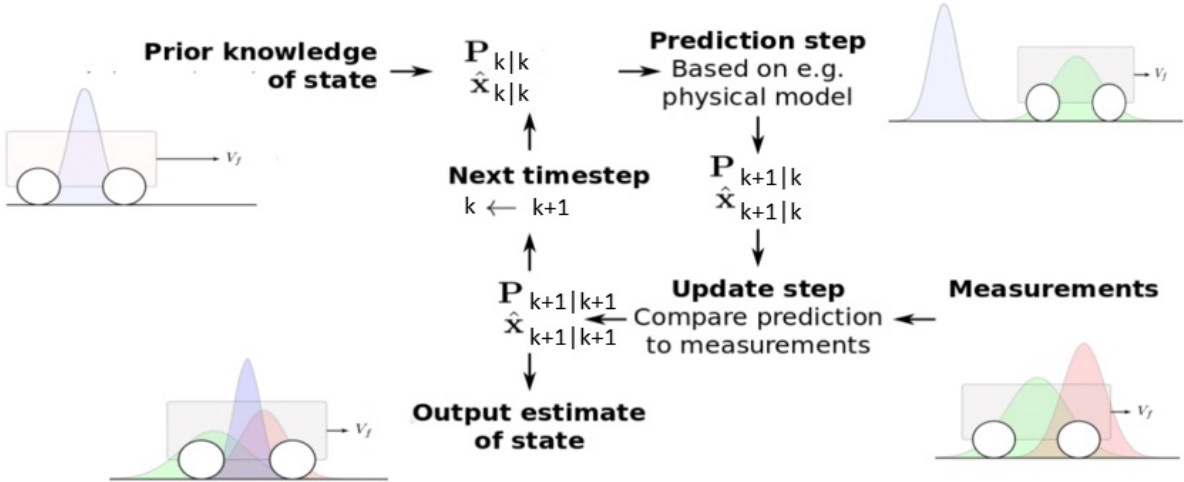 Prior knowledge
of state
P k|k
x̂ k|k
Prediction step
Based on e.g.
physical model
V_f
V_f
P k+1|k
x̂ k+1|k
Next timestep
k ← k+1
P k+1|k+1
x̂ k+1|k+1
Update step
Compare prediction
to measurements
Measurements
V_f
V_f
Output estimate
of state